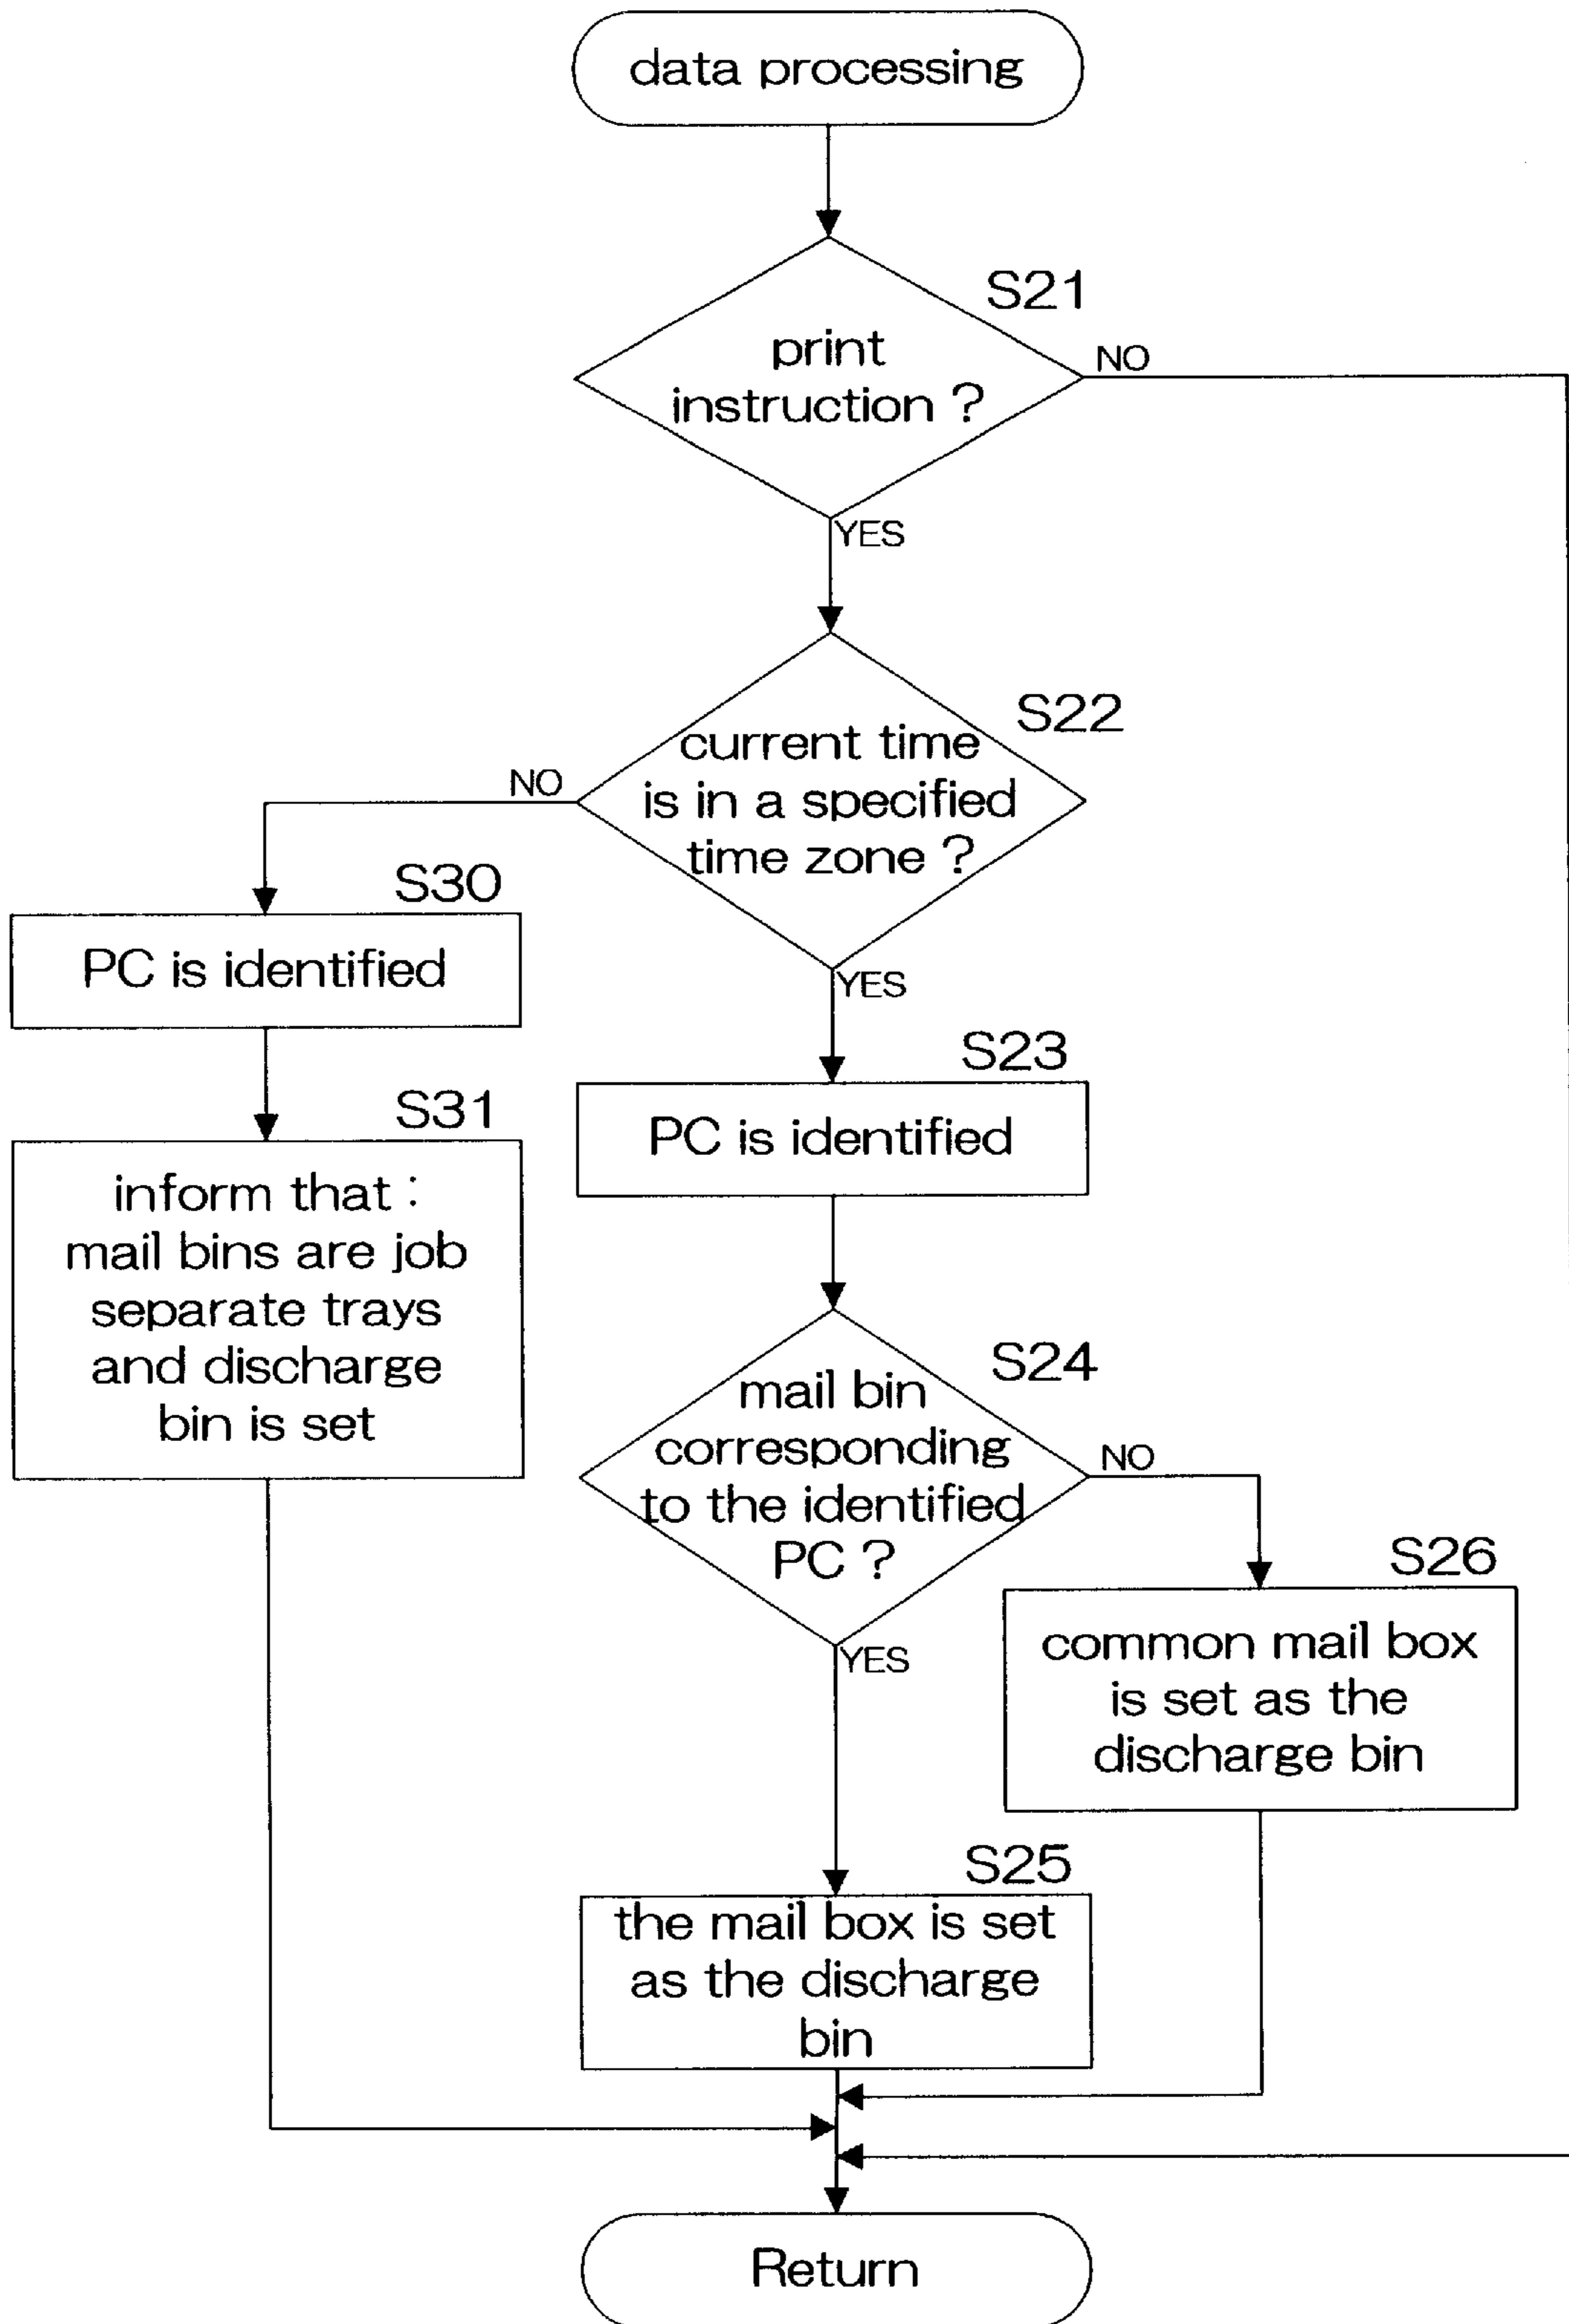 data processing
S21
print
instruction ?
NO
YES
S22
current time
is in a specified
time zone ?
NO
YES
S30
PC is identified
S23
PC is identified
S31
inform that :
mail bins are job
separate trays
and discharge
bin is set
S24
mail bin
corresponding
to the identified
PC ?
NO
YES
S26
common mail box
is set as the
discharge bin
S25
the mail box is set
as the discharge
bin
Return